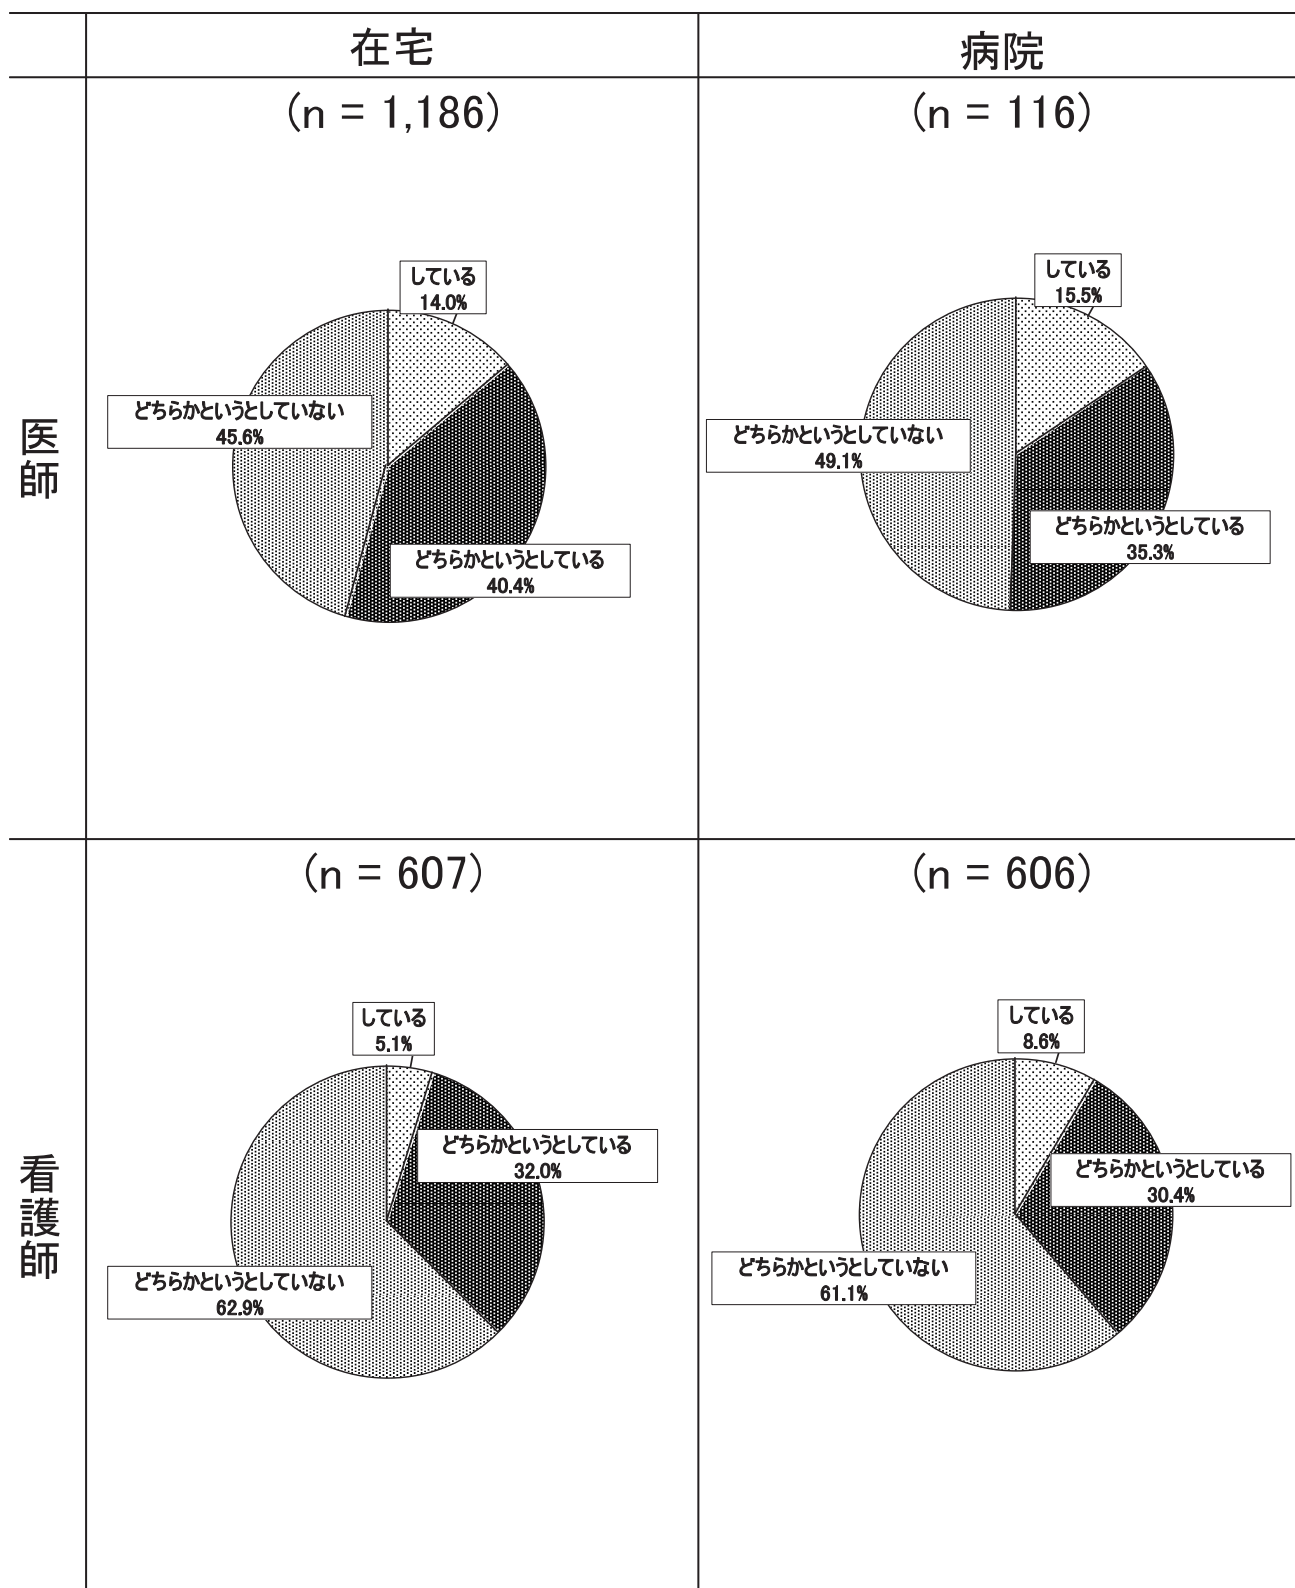 在宅
病院
医師
(n = 1,186)
している
14.0%
どちらかというとしていない
45.6%
どちらかというとしている
40.4%
(n = 116)
している
15.5%
どちらかというとしていない
49.1%
どちらかというとしている
35.3%
看護師
(n = 607)
している
5.1%
どちらかというとしている
32.0%
どちらかというとしていない
62.9%
(n = 606)
している
8.6%
どちらかというとしている
30.4%
どちらかというとしていない
61.1%